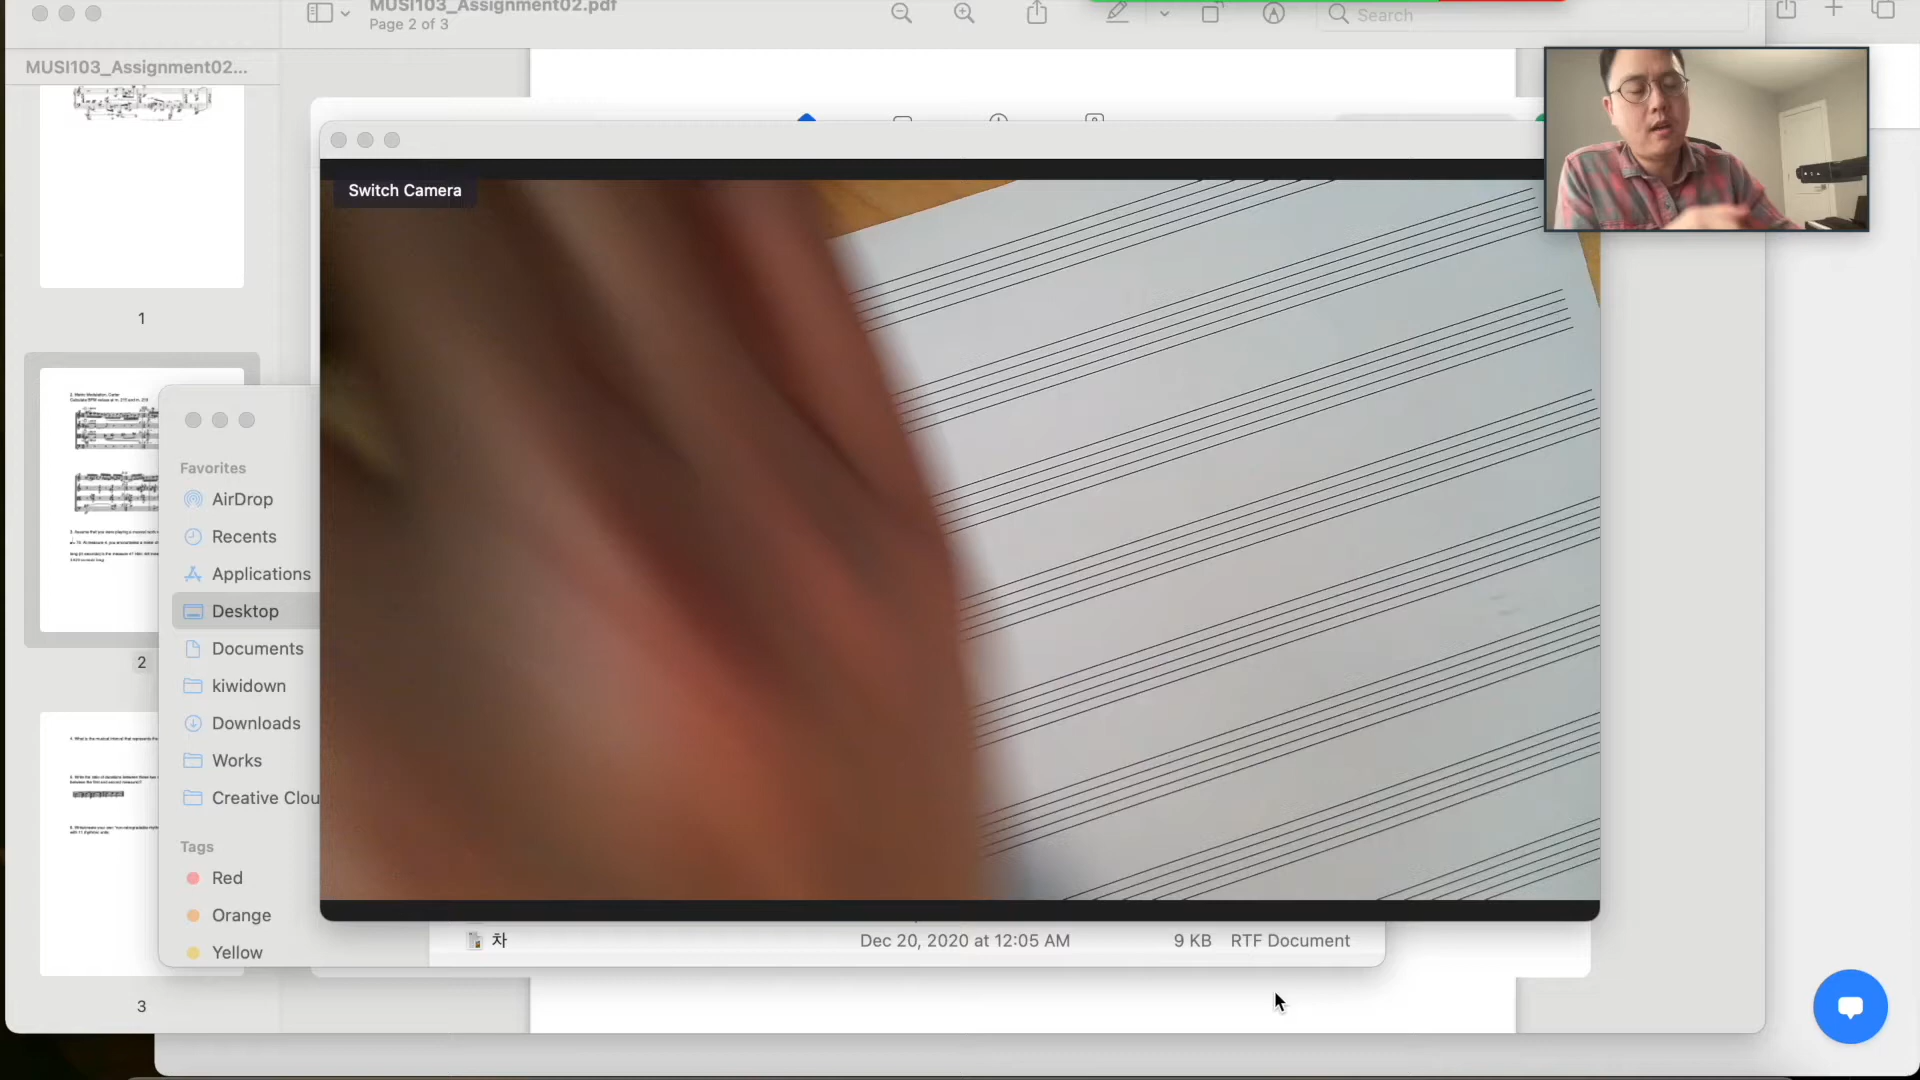 MUSI103_Assignment02.pdf
Page 2 of 3
Search
MUSI103_Assignment02...
Switch Camera
1
2
3
Favorites
AirDrop
Recents
Applications
Desktop
Documents
kiwidown
Downloads
Works
Creative Clou
Tags
Red
Orange
Yellow
차 Dec 20, 2020 at 12:05 AM 9 KB RTF Document